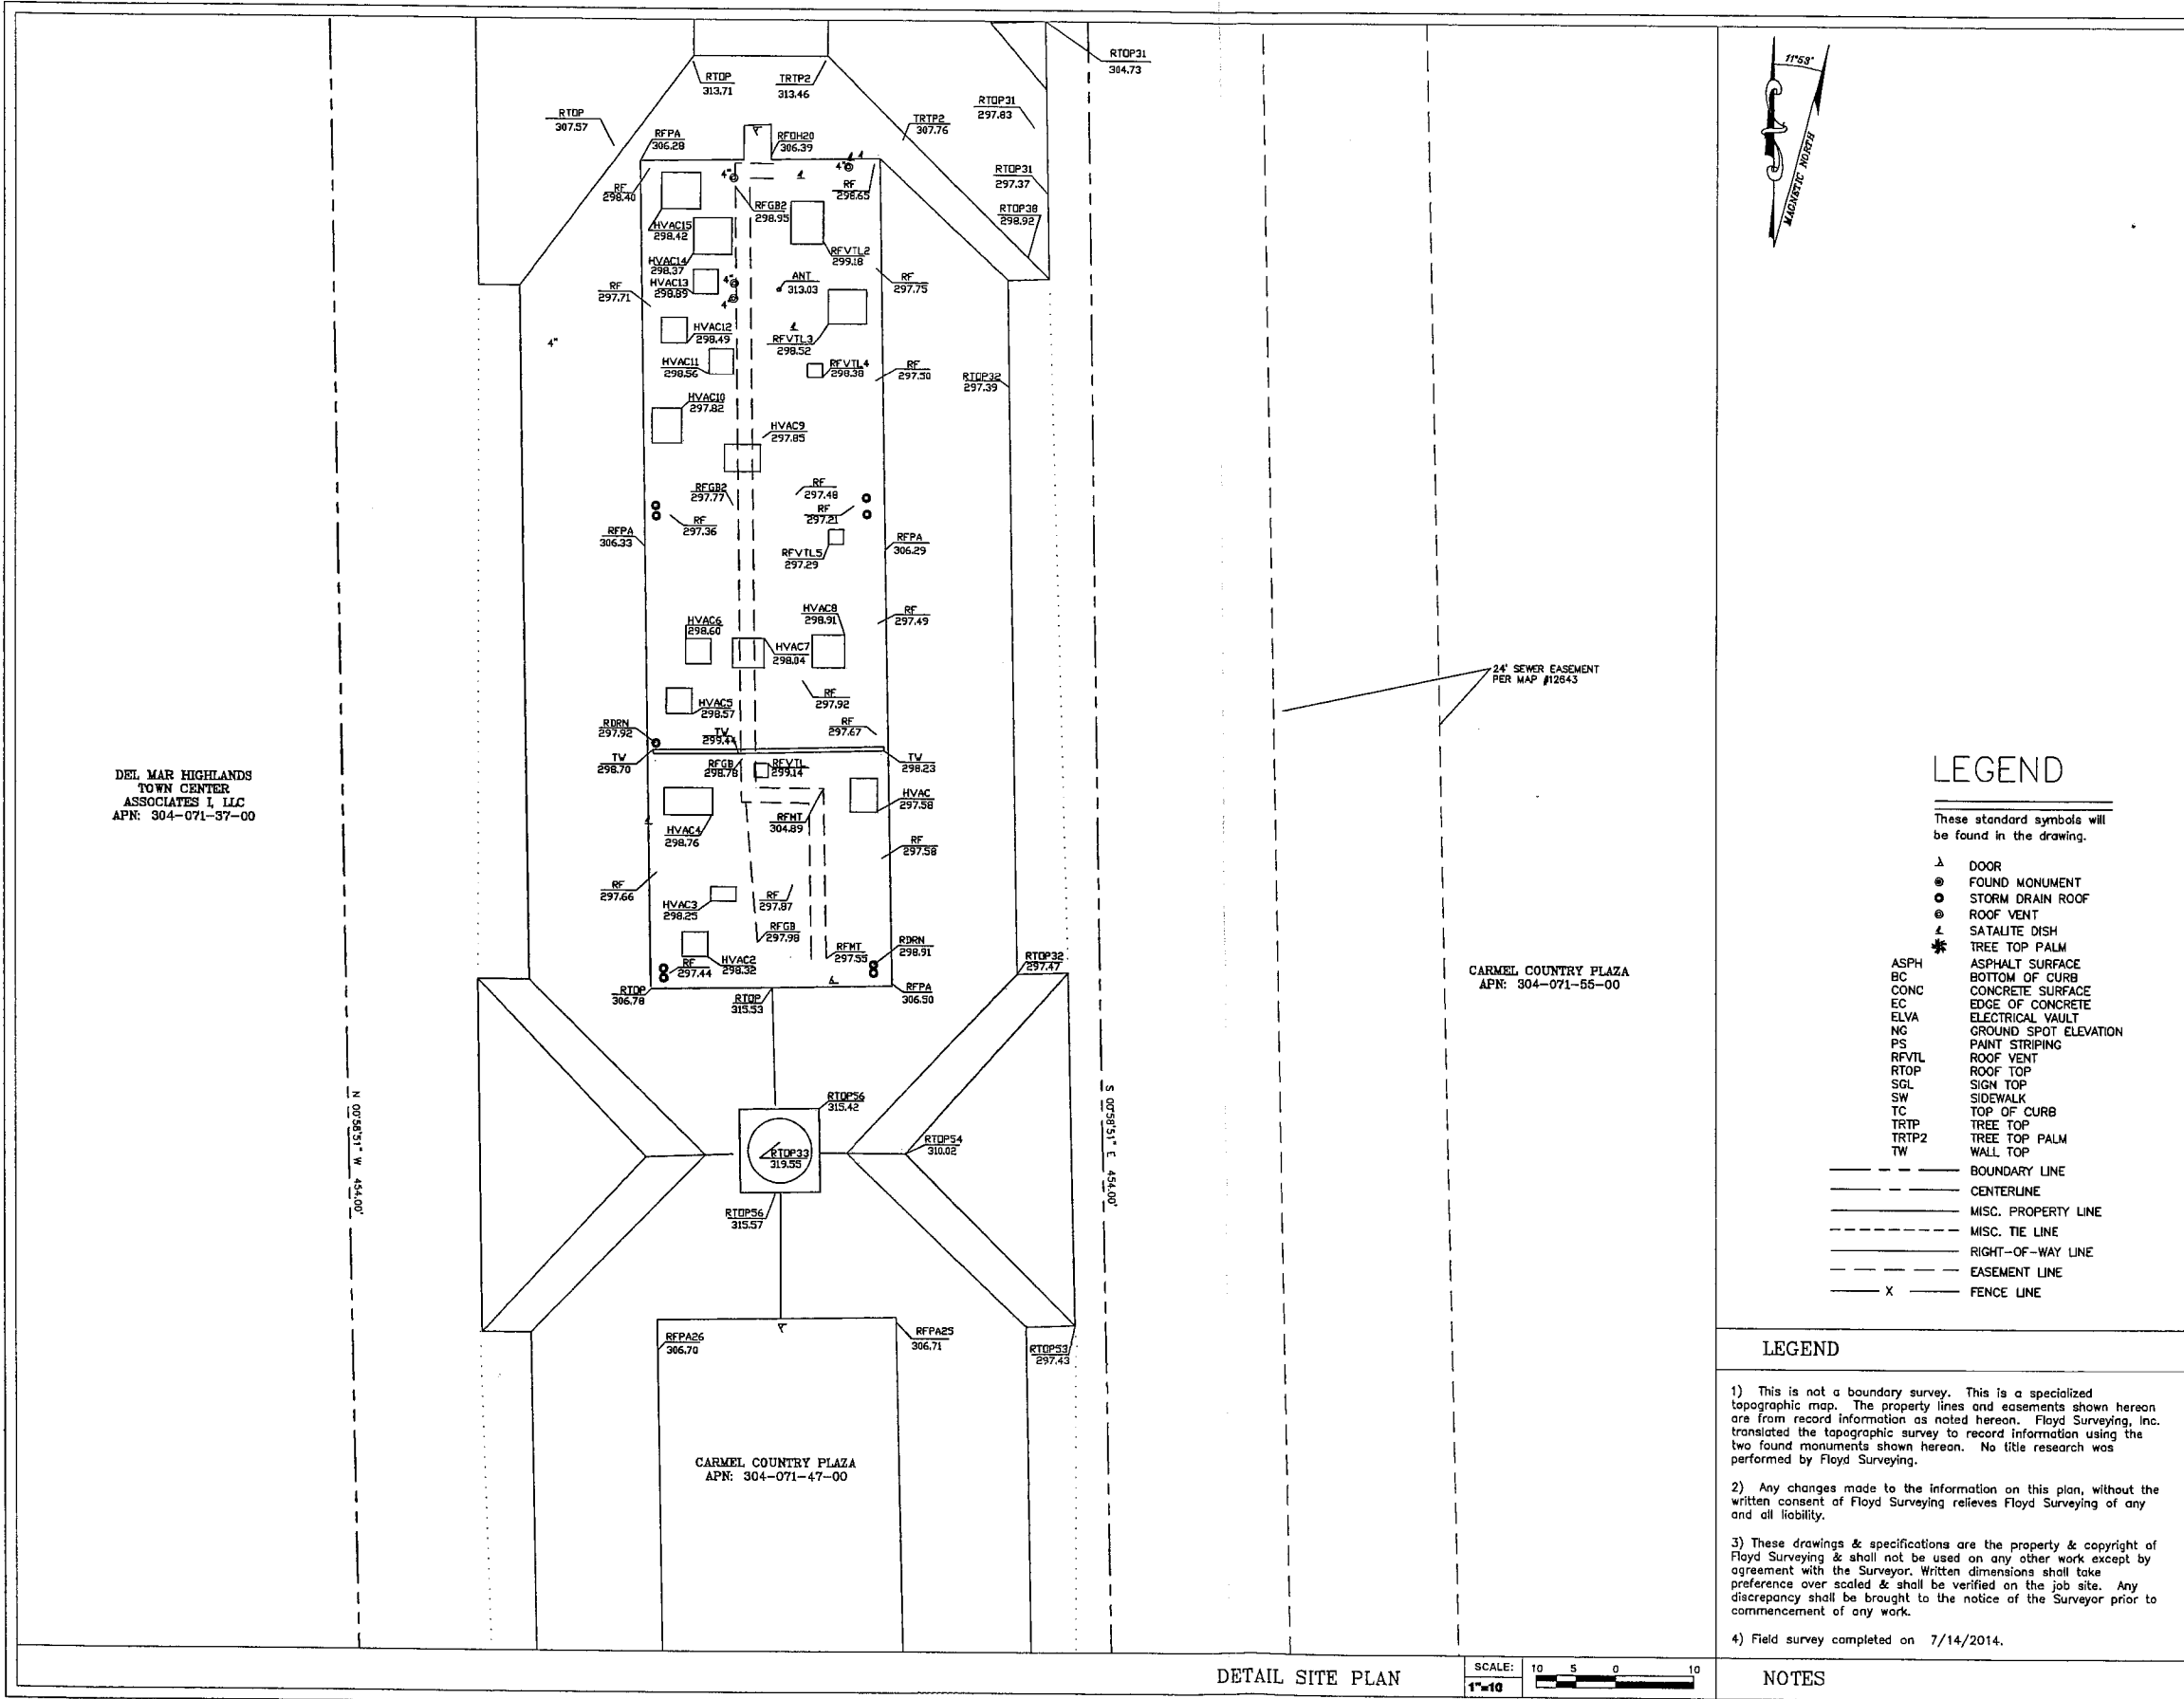 RTOP31
304.73
RTOP
313.71
TRTP2
313.46
RTOP
307.57
RTOP31
297.83
TRTP2
307.76
RFPA
306.28
RFOH20
306.39
4"
4"
RF
298.40
RF
298.65
RTOP31
297.37
RFGB2
298.95
RTOP38
298.92
HVAC15
298.42
RFVTL2
299.18
HVAC14
298.37
HVAC13
298.89
4"
4"
ANT
313.03
RF
297.75
RF
297.71
HVAC12
298.49
RFVTL3
298.52
4"
HVAC11
298.56
RFVTL4
298.38
RF
297.50
RTOP32
297.39
HVAC10
297.82
HVAC9
297.85
RFGB2
297.77
RF
297.48
RF
297.21
RF
297.36
RFPA
306.33
RFPA
306.29
RFVTL5
297.29
HVAC6
298.60
HVAC8
298.91
RF
297.49
HVAC7
298.04
RF
297.92
HVAC5
298.57
RDRN
297.92
TW
299.44
RF
297.67
TW
298.70
RFGB
298.78
RFVTL
299.14
TW
298.23
HVAC
297.58
HVAC4
298.76
RFMT
304.89
RF
297.58
RF
297.66
HVAC3
298.25
RF
297.87
RFGB
297.98
RFMT
297.55
RDRN
298.91
RF
297.44
HVAC2
298.32
RTOP32
297.47
RTOP
306.78
RTOP
315.53
RFPA
306.50
RTOP56
315.42
RTOP33
319.55
RTOP54
310.02
RTOP56
315.57
RFPA26
306.70
RFPA25
306.71
RTOP53
297.43
DEL MAR HIGHLANDS
TOWN CENTER
ASSOCIATES I, LLC
APN: 304-071-37-00
N 00°58'51" W 454.00'
S 00°58'51" E 454.00'
24' SEWER EASEMENT
PER MAP #12643
CARMEL COUNTRY PLAZA
APN: 304-071-55-00
CARMEL COUNTRY PLAZA
APN: 304-071-47-00
11°53'
MAGNETIC NORTH
LEGEND
These standard symbols will
be found in the drawing.
DOOR
FOUND MONUMENT
STORM DRAIN ROOF
ROOF VENT
SATALITE DISH
TREE TOP PALM
ASPH ASPHALT SURFACE
BC BOTTOM OF CURB
CONC CONCRETE SURFACE
EC EDGE OF CONCRETE
ELVA ELECTRICAL VAULT
NG GROUND SPOT ELEVATION
PS PAINT STRIPING
RFVTL ROOF VENT
RTOP ROOF TOP
SGL SIGN TOP
SW SIDEWALK
TC TOP OF CURB
TRTP TREE TOP
TRTP2 TREE TOP PALM
TW WALL TOP
BOUNDARY LINE
CENTERLINE
MISC. PROPERTY LINE
MISC. TIE LINE
RIGHT-OF-WAY LINE
EASEMENT LINE
X FENCE LINE
LEGEND
1) This is not a boundary survey. This is a specialized
topographic map. The property lines and easements shown hereon
are from record information as noted hereon. Floyd Surveying, Inc.
translated the topographic survey to record information using the
two found monuments shown hereon. No title research was
performed by Floyd Surveying.
2) Any changes made to the information on this plan, without the
written consent of Floyd Surveying relieves Floyd Surveying of any
and all liability.
3) These drawings & specifications are the property & copyright of
Floyd Surveying & shall not be used on any other work except by
agreement with the Surveyor. Written dimensions shall take
preference over scaled & shall be verified on the job site. Any
discrepancy shall be brought to the notice of the Surveyor prior to
commencement of any work.
4) Field survey completed on 7/14/2014.
DETAIL SITE PLAN
SCALE:
1"=10
10 5 0 10
NOTES